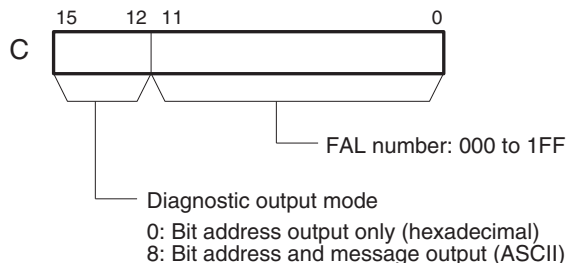 15 12 11 0
C
FAL number: 000 to 1FF
Diagnostic output mode
0: Bit address output only (hexadecimal)
8: Bit address and message output (ASCII)